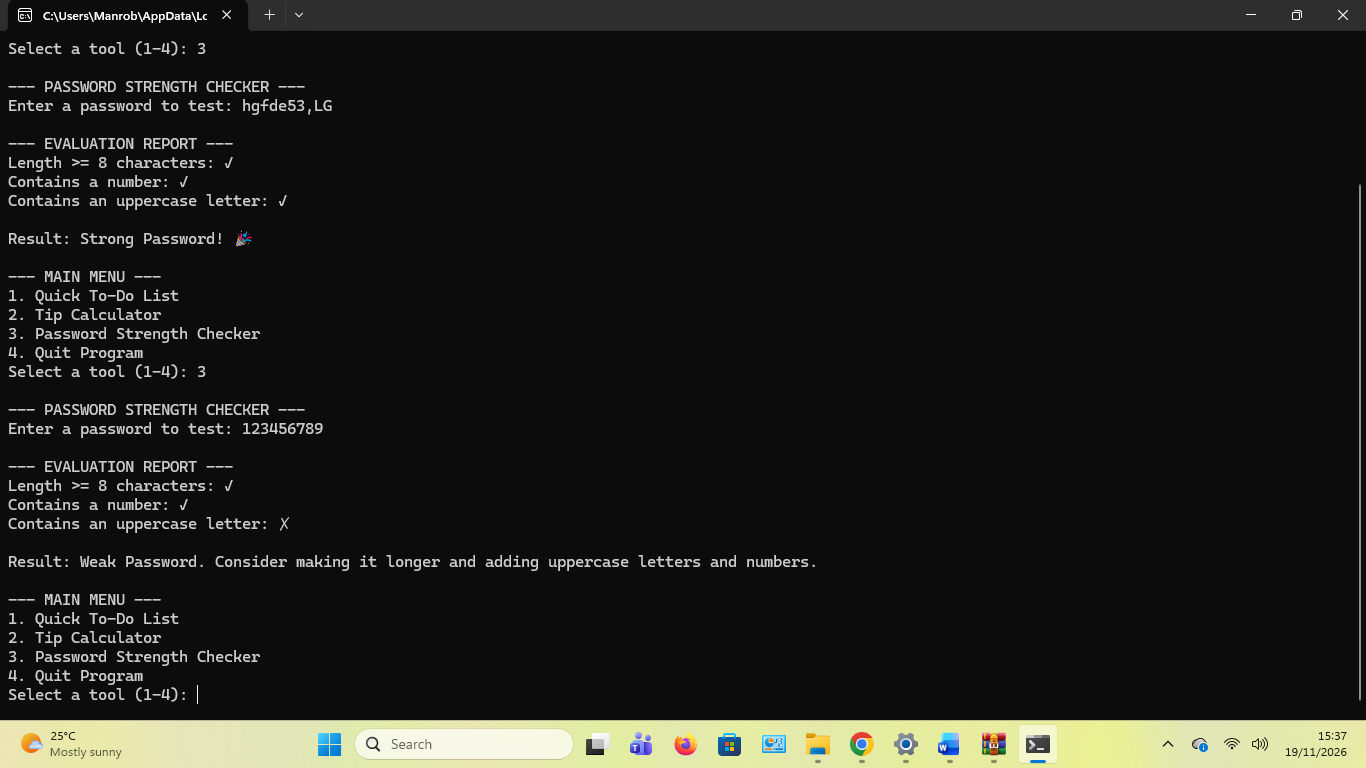 C:\Users\Manrob\AppData\Lc
Select a tool (1-4): 3
--- PASSWORD STRENGTH CHECKER ---
Enter a password to test: hgfde53,LG
--- EVALUATION REPORT ---
Length >= 8 characters: √
Contains a number: √
Contains an uppercase letter: √
Result: Strong Password! 🎉
--- MAIN MENU ---
1. Quick To-Do List
2. Tip Calculator
3. Password Strength Checker
4. Quit Program
Select a tool (1-4): 3
--- PASSWORD STRENGTH CHECKER ---
Enter a password to test: 123456789
--- EVALUATION REPORT ---
Length >= 8 characters: √
Contains a number: √
Contains an uppercase letter: ✗
Result: Weak Password. Consider making it longer and adding uppercase letters and numbers.
--- MAIN MENU ---
1. Quick To-Do List
2. Tip Calculator
3. Password Strength Checker
4. Quit Program
Select a tool (1-4):
25°C
Mostly sunny
Search
15:37
19/11/2026